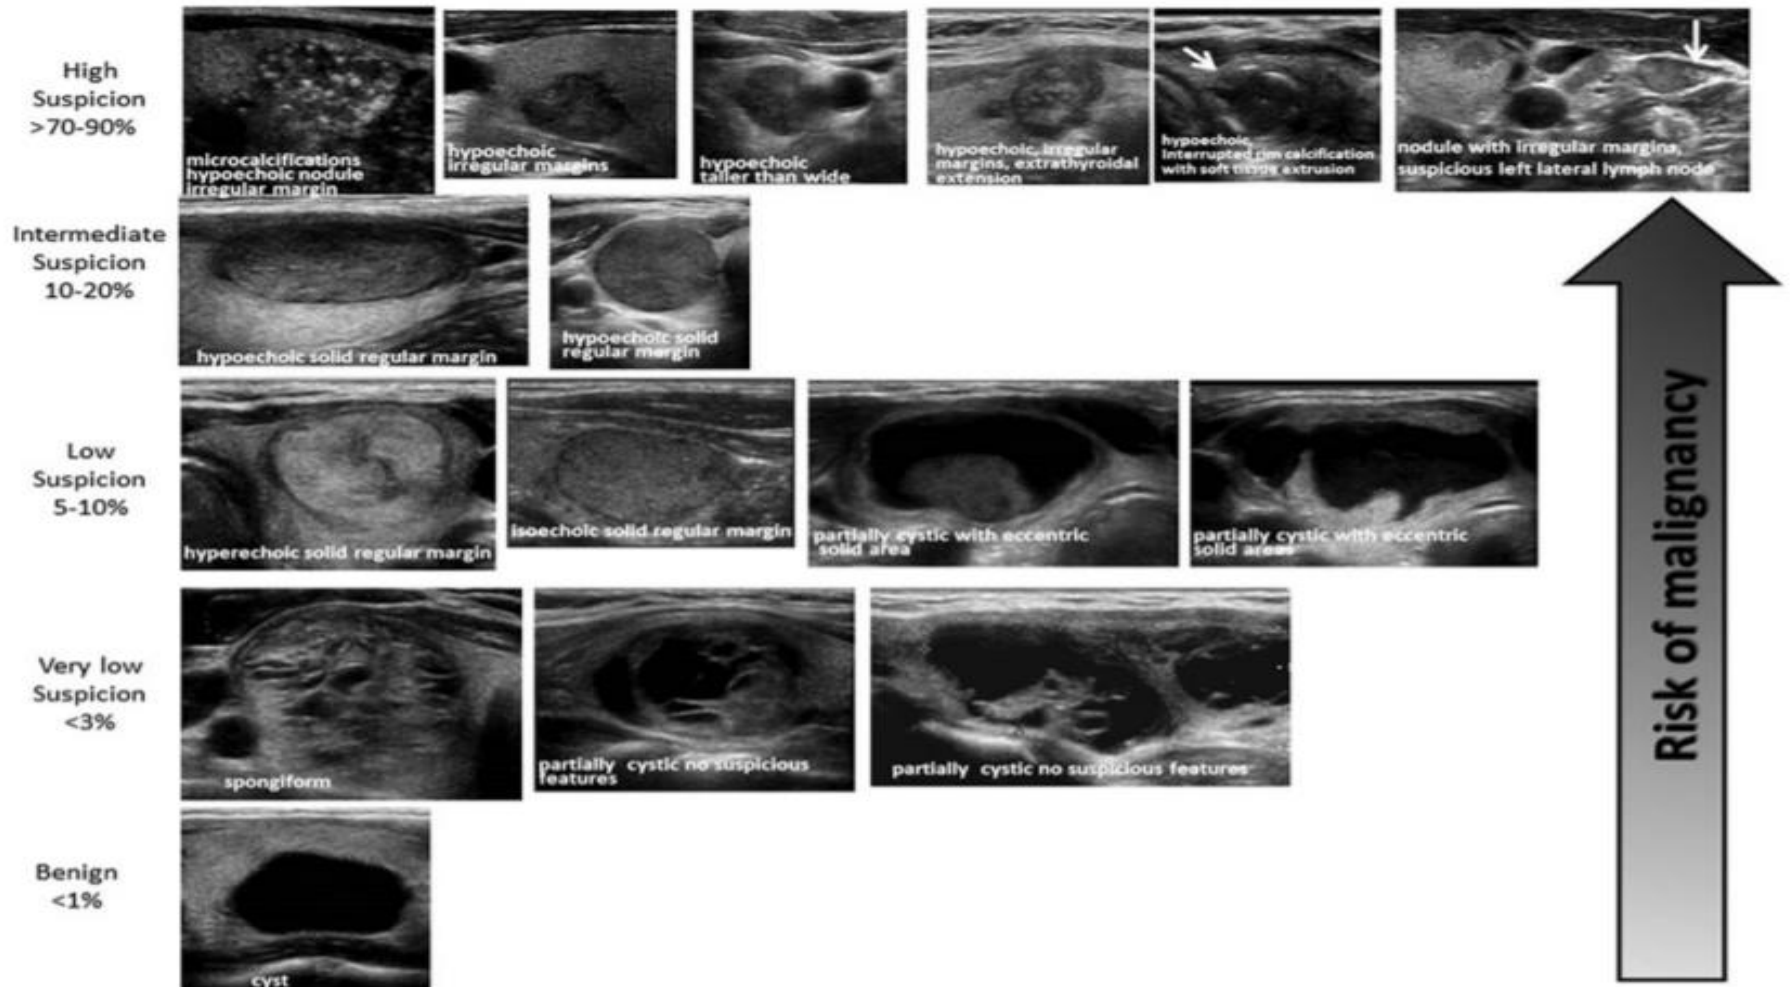 High
Suspicion
>70-90%
microcalcifications
hypoechoic nodule
irregular margin
hypoechoic
irregular margins
hypoechoic
taller than wide
hypoechoic, irregular
margins, extrathyroidal
extension
hypoechoic,
interrupted rim calcification
with soft tissue extrusion
nodule with irregular margins,
suspicious left lateral lymph node
Intermediate
Suspicion
10-20%
hypoechoic solid regular margin
hypoechoic solid
regular margin
Low
Suspicion
5-10%
hyperechoic solid regular margin
isoechoic solid regular margin
partially cystic with eccentric
solid area
partially cystic with eccentric
solid areas
Very low
Suspicion
<3%
spongiform
partially cystic no suspicious
features
partially cystic no suspicious features
Benign
<1%
cyst
Risk of malignancy